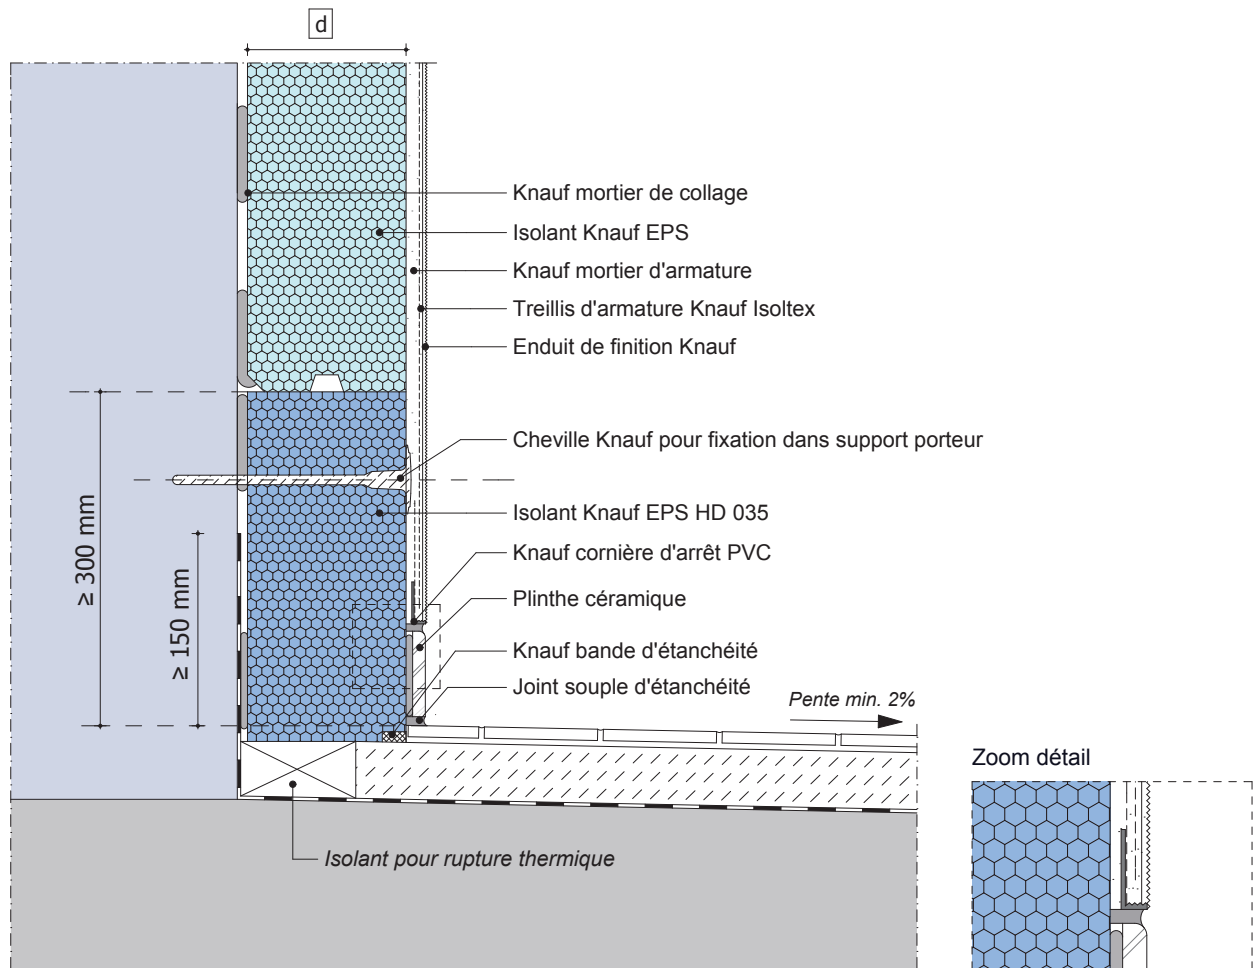 d
Knauf mortier de collage
Isolant Knauf EPS
Knauf mortier d'armature
Treillis d'armature Knauf Isoltex
Enduit de finition Knauf
Cheville Knauf pour fixation dans support porteur
≥ 300 mm
≥ 150 mm
Isolant Knauf EPS HD 035
Knauf cornière d'arrêt PVC
Plinthe céramique
Knauf bande d'étanchéité
Joint souple d'étanchéité
Pente min. 2%
Zoom détail
Isolant pour rupture thermique